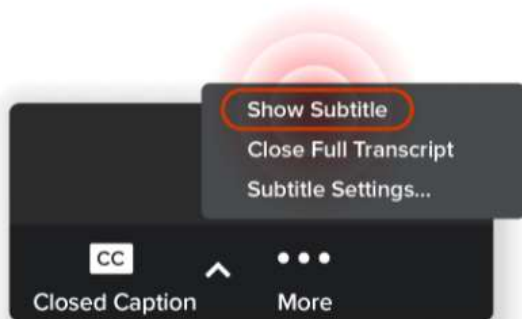 Show Subtitle
Close Full Transcript
Subtitle Settings...
CC
Closed Caption
More